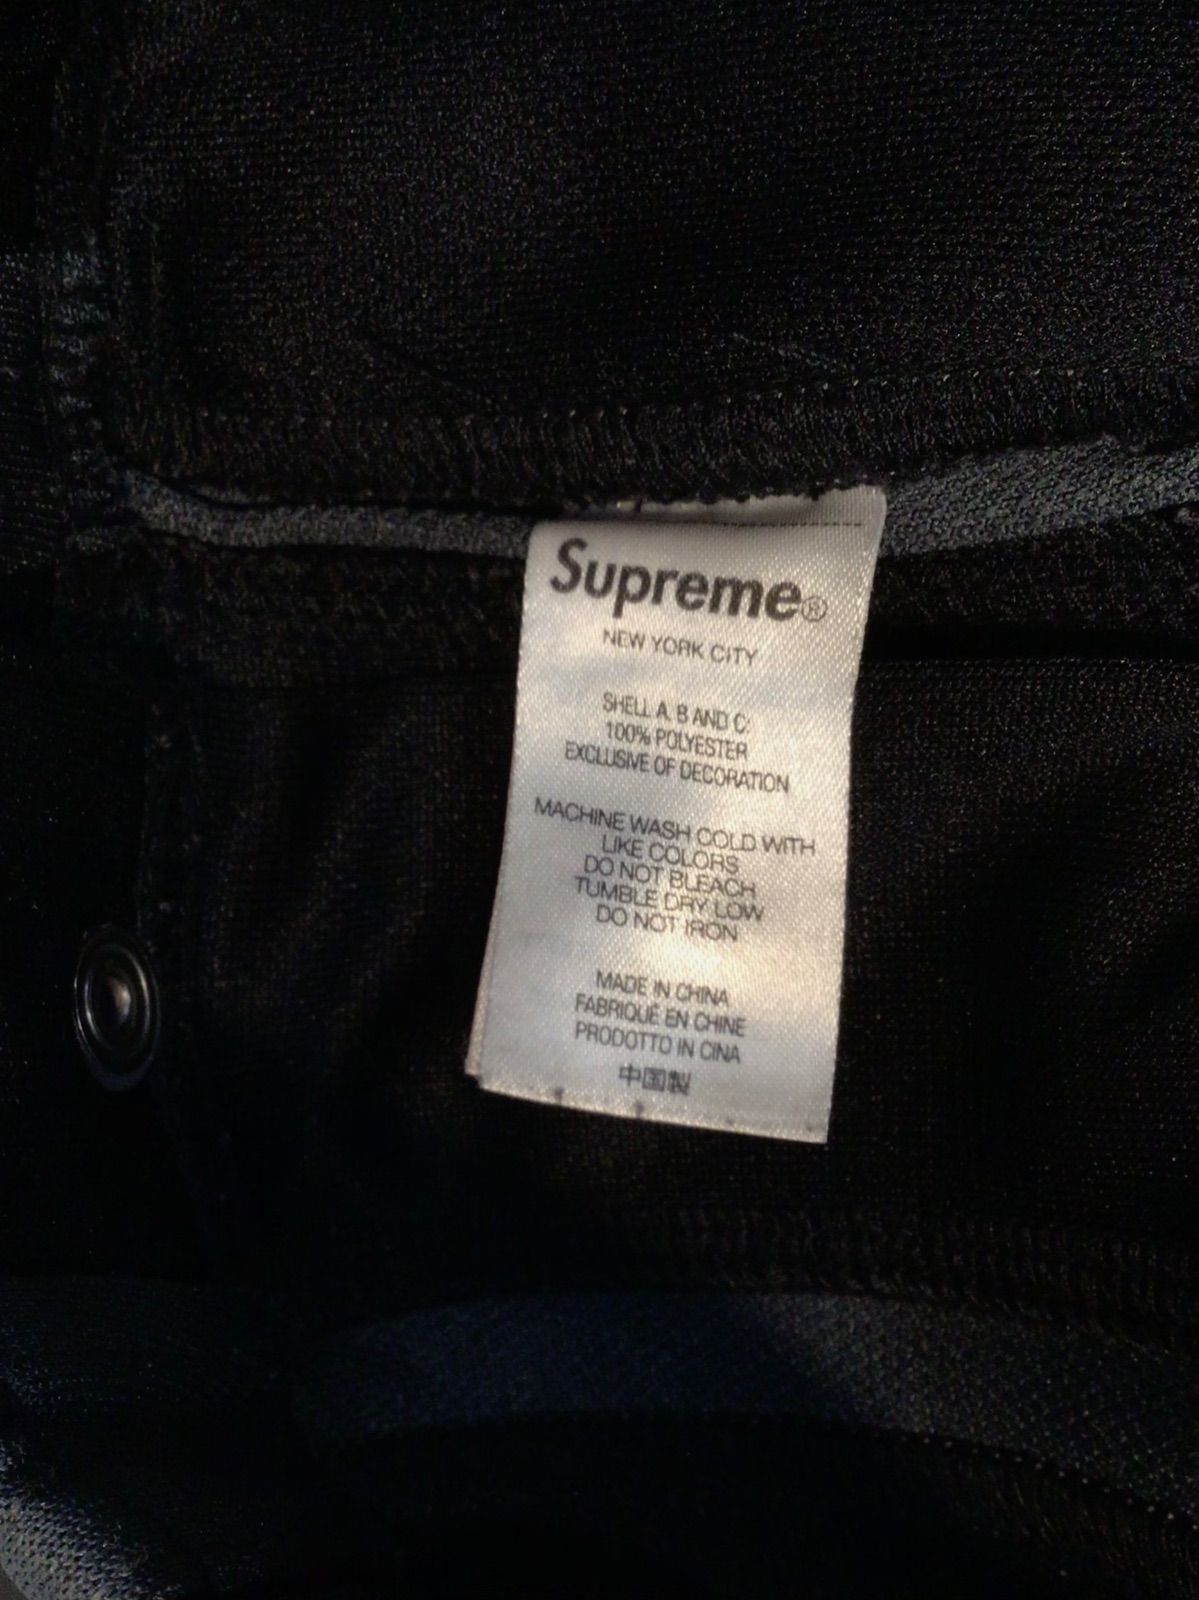 Supreme®
NEW YORK CITY
SHELL A, B AND C:
100% POLYESTER
EXCLUSIVE OF DECORATION
MACHINE WASH COLD WITH
LIKE COLORS
DO NOT BLEACH
TUMBLE DRY LOW
DO NOT IRON
MADE IN CHINA
FABRIQUÉ EN CHINE
PRODOTTO IN CINA
中国製